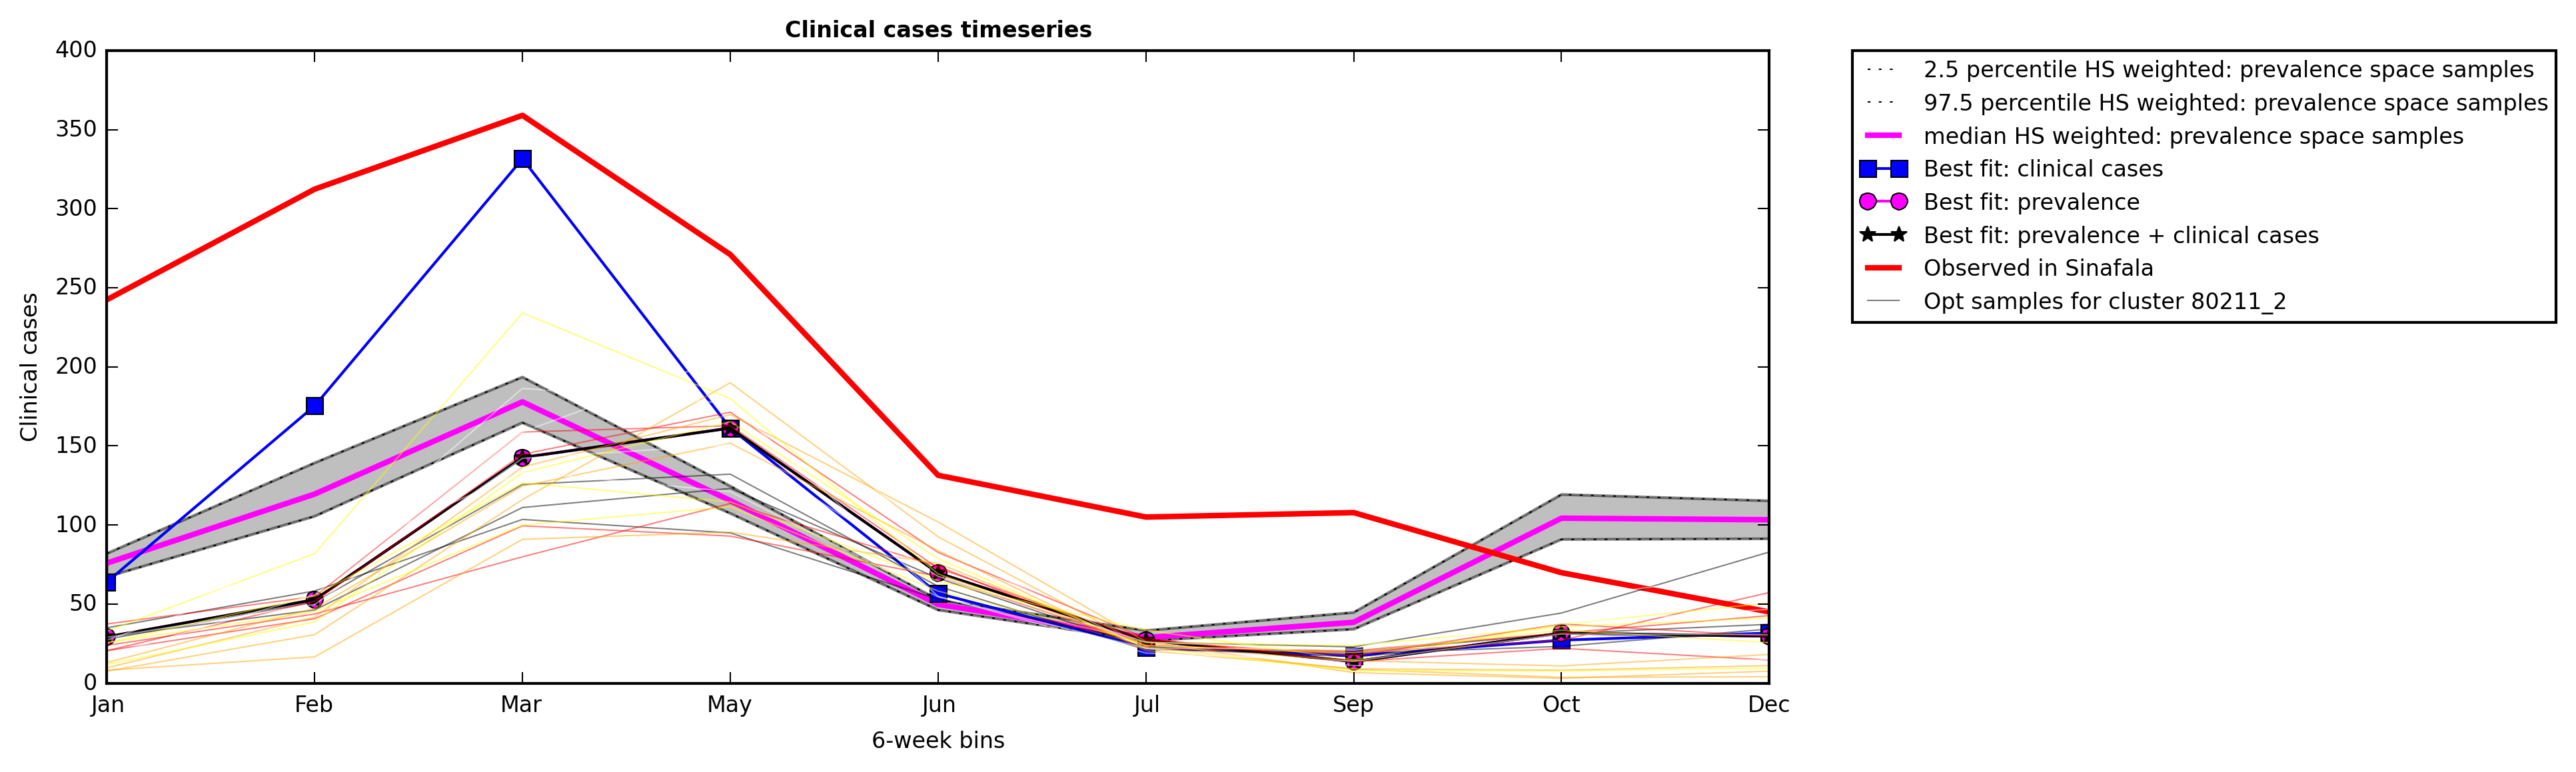 Clinical cases timeseries
400
350
300
250
200
150
100
50
0
Clinical cases
Jan Feb Mar May Jun Jul Sep Oct Dec
6-week bins
2.5 percentile HS weighted: prevalence space samples
97.5 percentile HS weighted: prevalence space samples
median HS weighted: prevalence space samples
Best fit: clinical cases
Best fit: prevalence
Best fit: prevalence + clinical cases
Observed in Sinafala
Opt samples for cluster 80211_2